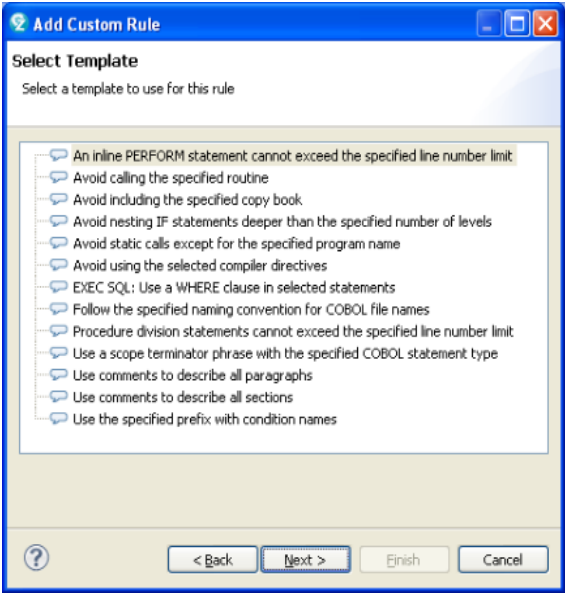 Add Custom Rule
Select Template
Select a template to use for this rule
An inline PERFORM statement cannot exceed the specified line number limit
Avoid calling the specified routine
Avoid including the specified copy book
Avoid nesting IF statements deeper than the specified number of levels
Avoid static calls except for the specified program name
Avoid using the selected compiler directives
EXEC SQL: Use a WHERE clause in selected statements
Follow the specified naming convention for COBOL file names
Procedure division statements cannot exceed the specified line number limit
Use a scope terminator phrase with the specified COBOL statement type
Use comments to describe all paragraphs
Use comments to describe all sections
Use the specified prefix with condition names
? < Back Next > Finish Cancel